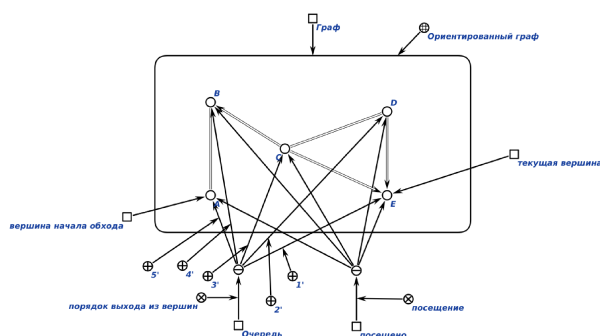 Граф
Ориентированный граф
B
D
C
текущая вершина
A
E
вершина начала обхода
5'
4'
3'
1'
2'
порядок выхода из вершин
посещение
Очередь
посещено